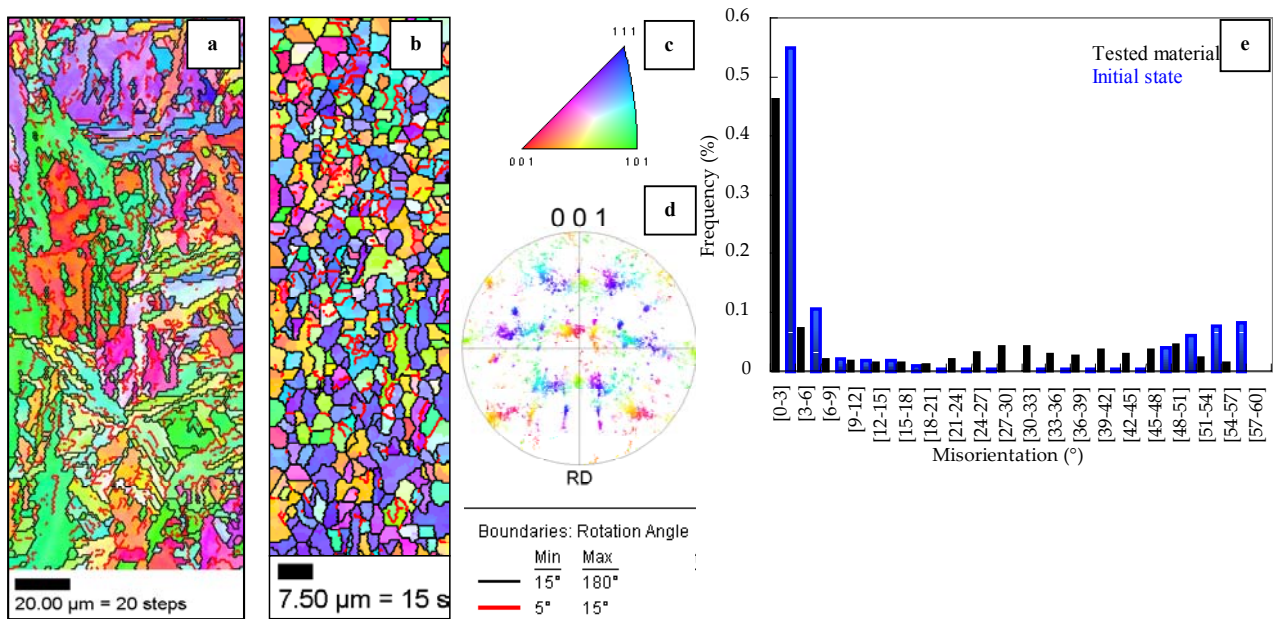 a
20.00 µm = 20 steps
b
7.50 µm = 15 s
c
1 1 1
0 0 1
1 0 1
d
0 0 1
RD
Boundaries: Rotation Angle
Min Max
15° 180°
5° 15°
e
Tested material
Initial state
Frequency (%)
0.6
0.5
0.4
0.3
0.2
0.1
0
[0-3]
[3-6]
[6-9]
[9-12]
[12-15]
[15-18]
[18-21]
[21-24]
[24-27]
[27-30]
[30-33]
[33-36]
[36-39]
[39-42]
[42-45]
[45-48]
[48-51]
[51-54]
[54-57]
[57-60]
Misorientation (°)